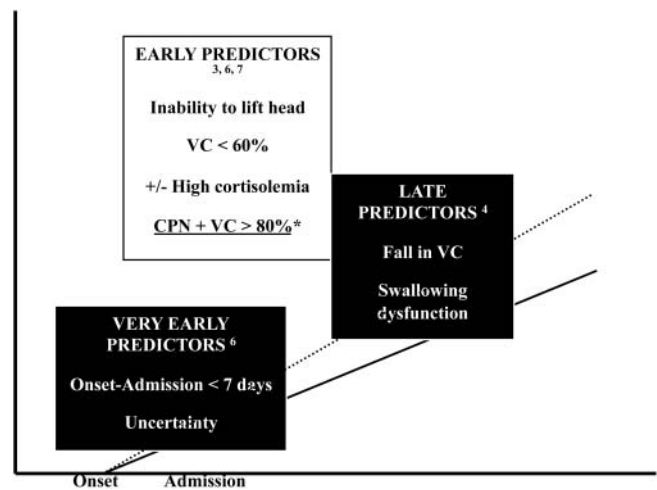 EARLY PREDICTORS
3, 6, 7
Inability to lift head
VC < 60%
+/- High cortisolemia
CPN + VC > 80%*
LATE
PREDICTORS 4
Fall in VC
Swallowing
dysfunction
VERY EARLY
PREDICTORS 6
Onset-Admission < 7 days
Uncertainty
Onset Admission